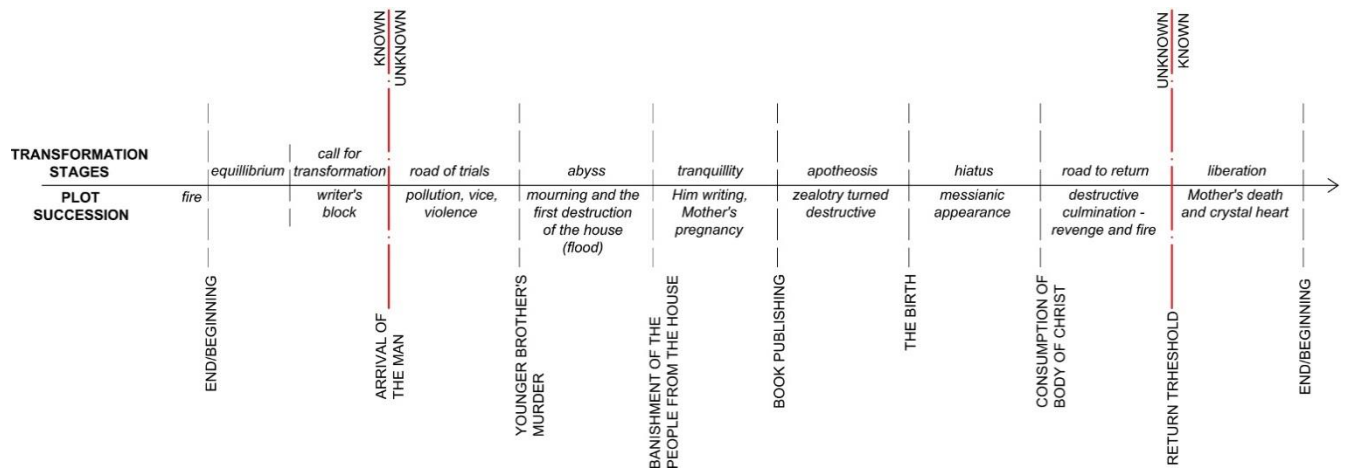 KNOWN
UNKNOWN
UNKNOWN
KNOWN
TRANSFORMATION
STAGES
equillibrium
call for
transformation
road of trials
abyss
tranquillity
apotheosis
hiatus
road to return
liberation
PLOT
SUCCESSION
fire
writer's
block
pollution, vice,
violence
mourning and the
first destruction
of the house
(flood)
Him writing,
Mother's
pregnancy
zealotry turned
destructive
messianic
appearance
destructive
culmination -
revenge and fire
Mother's death
and crystal heart
END/BEGINNING
ARRIVAL OF
THE MAN
YOUNGER BROTHER'S
MURDER
BANISHMENT OF THE
PEOPLE FROM THE HOUSE
BOOK PUBLISHING
THE BIRTH
CONSUMPTION OF
BODY OF CHRIST
RETURN TRHESHOLD
END/BEGINNING